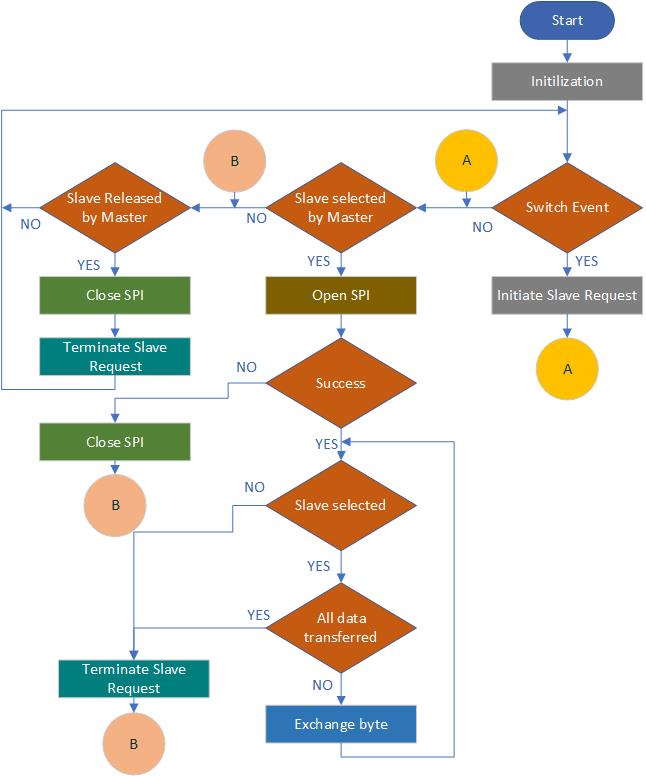 Start
Initilization
B
A
Slave Released
by Master
Slave selected
by Master
Switch Event
NO
NO
NO
YES
YES
YES
Close SPI
Open SPI
Initiate Slave Request
Terminate Slave
Request
A
NO
Success
Close SPI
YES
NO
B
Slave selected
YES
YES
All data
transferred
Terminate Slave
Request
NO
Exchange byte
B